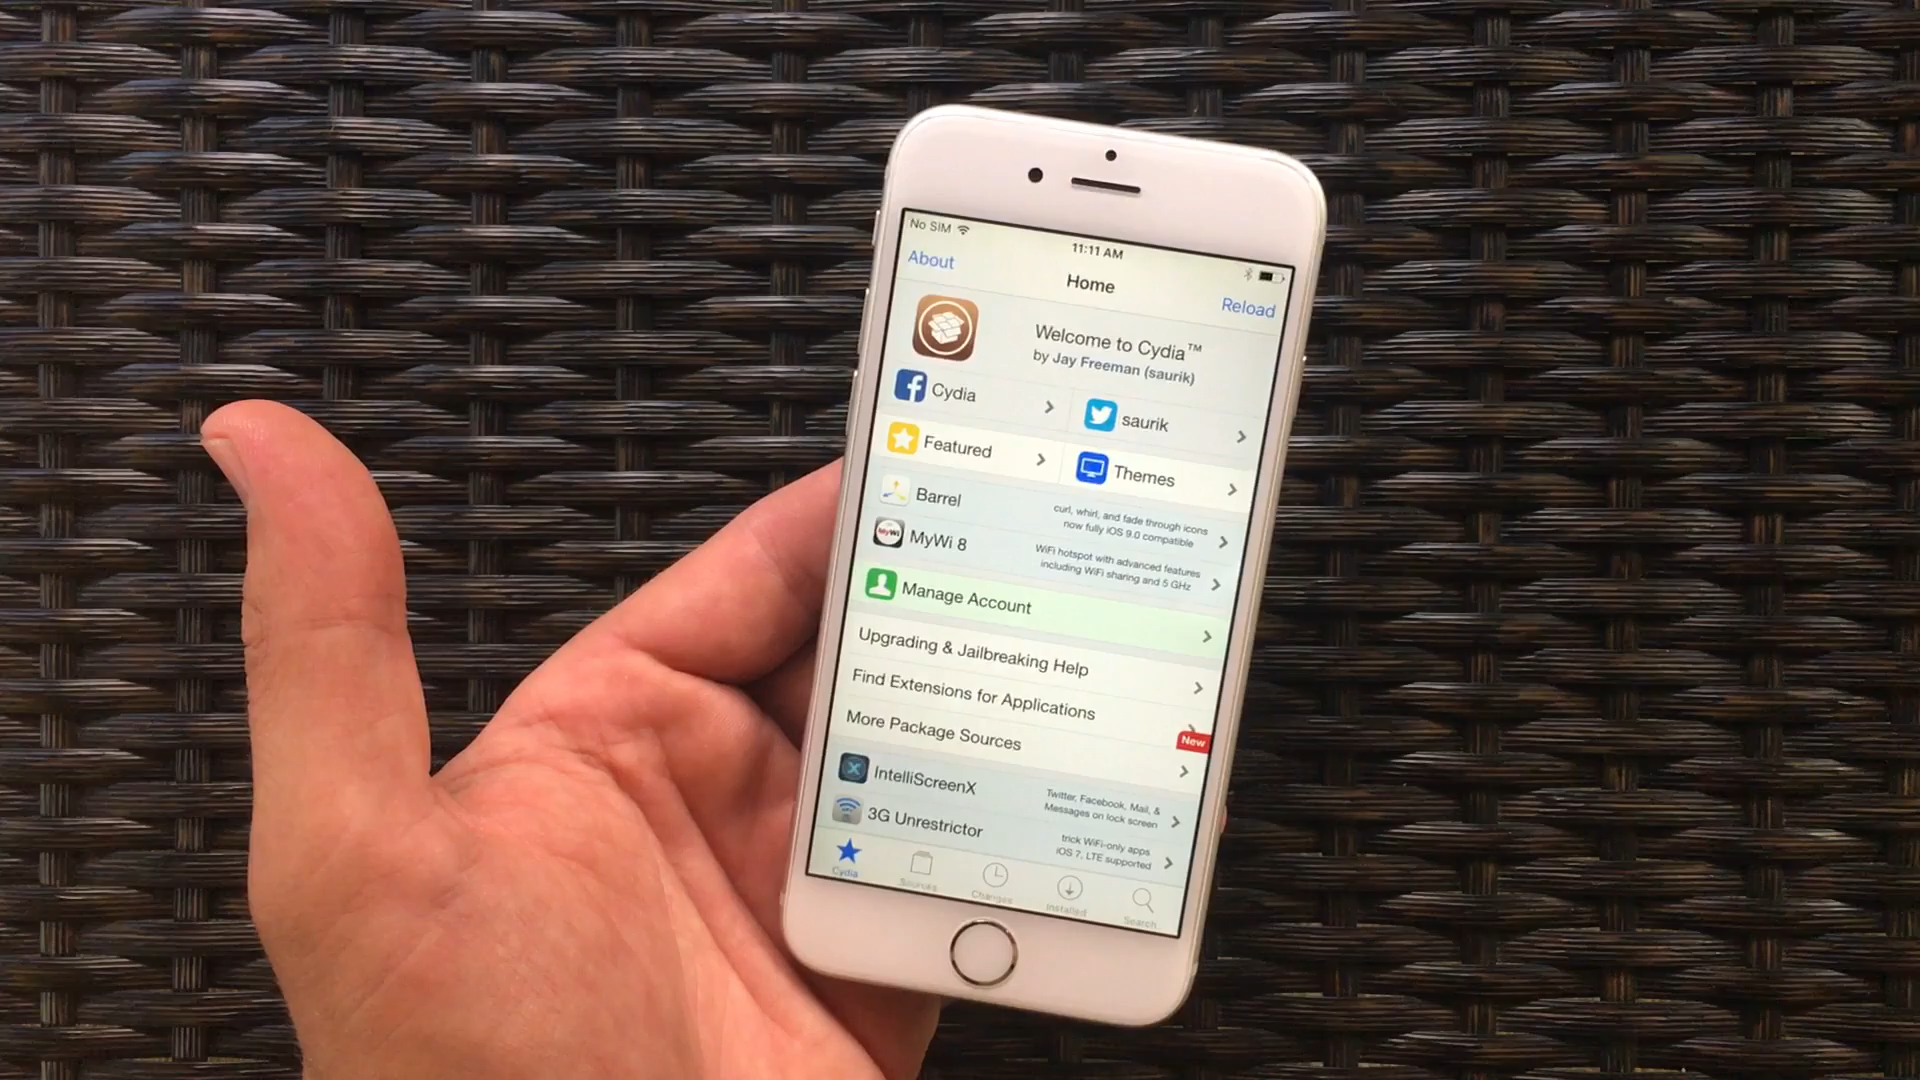 No SIM
11:11 AM
About
Home
Reload
Welcome to Cydia™
by Jay Freeman (saurik)
Cydia
saurik
Featured
Themes
Barrel
curl, whirl, and fade through icons
now fully iOS 9.0 compatible
MyWi
MyWi 8
WiFi hotspot with advanced features
including WiFi sharing and 5 GHz
Manage Account
Upgrading & Jailbreaking Help
Find Extensions for Applications
More Package Sources
New
IntelliScreenX
Twitter, Facebook, Mail, &
Messages on lock screen
3G Unrestrictor
trick WiFi-only apps
iOS 7, LTE supported
Cydia
Sources
Changes
Installed
Search